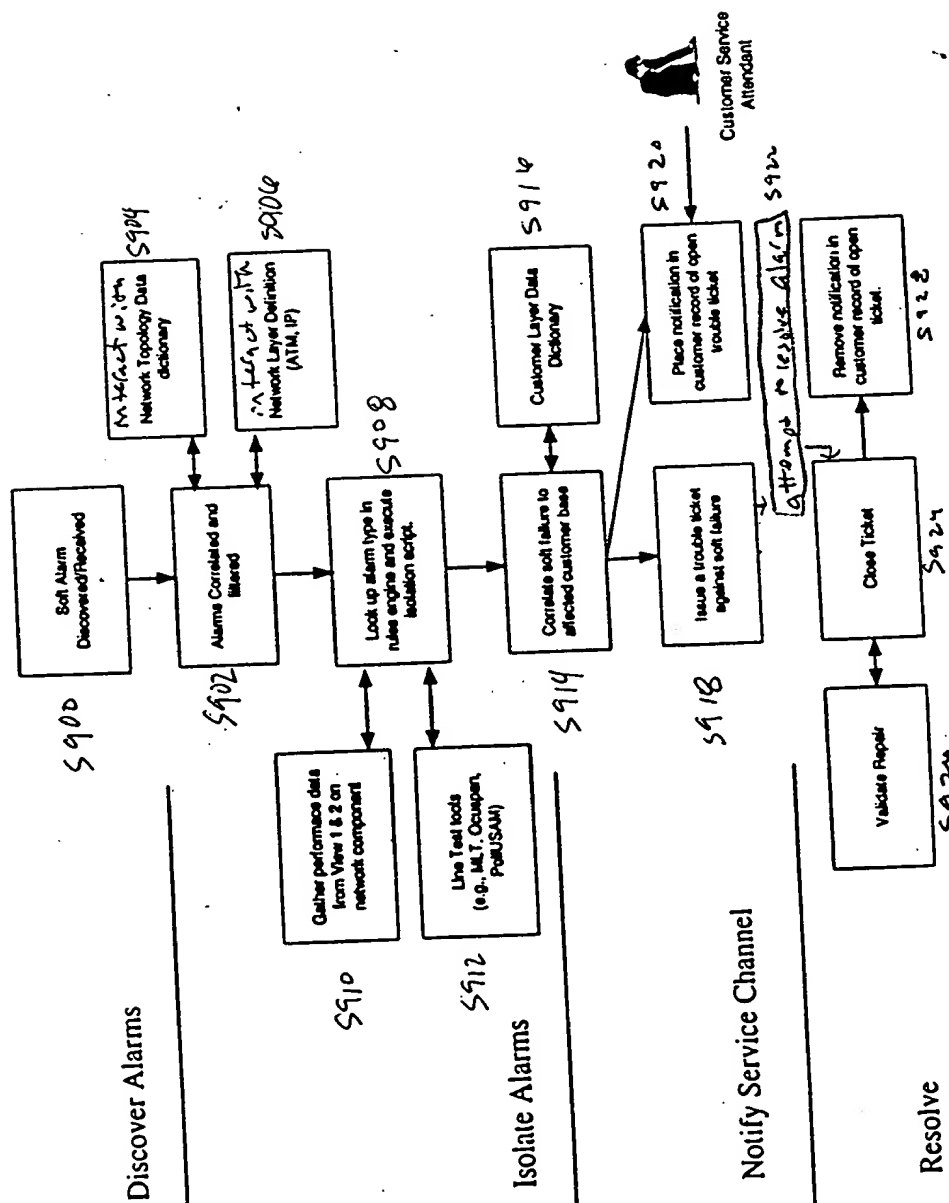 Discover Alarms
S900
Soft Alarm
Discovered/Received
S902
Alarms Correlated and
filtered
Interact with
Network Topology Data
dictionary
S904
interact with
Network Layer Definition
(ATM, IP)
S906
Isolate Alarms
S910
Gather performace data
from View 1 & 2 on
network component
Look up alarm type in
rules engine and execute
isolation script.
S908
S912
Line Test tools
(e.g., MLT, Ocuspen,
Poll/USAM)
S914
Correlate soft failure to
affected customer base
Customer Layer Data
Dictionary
S916
Notify Service Channel
S918
Issue a trouble ticket
against soft failure
Place notification in
customer record of open
trouble ticket
S920
Customer Service
Attendant
attempt to resolve alarm
S922
Resolve
Validate Repair
Close Ticket
S924
Remove notification in
customer record of open
ticket.
S928